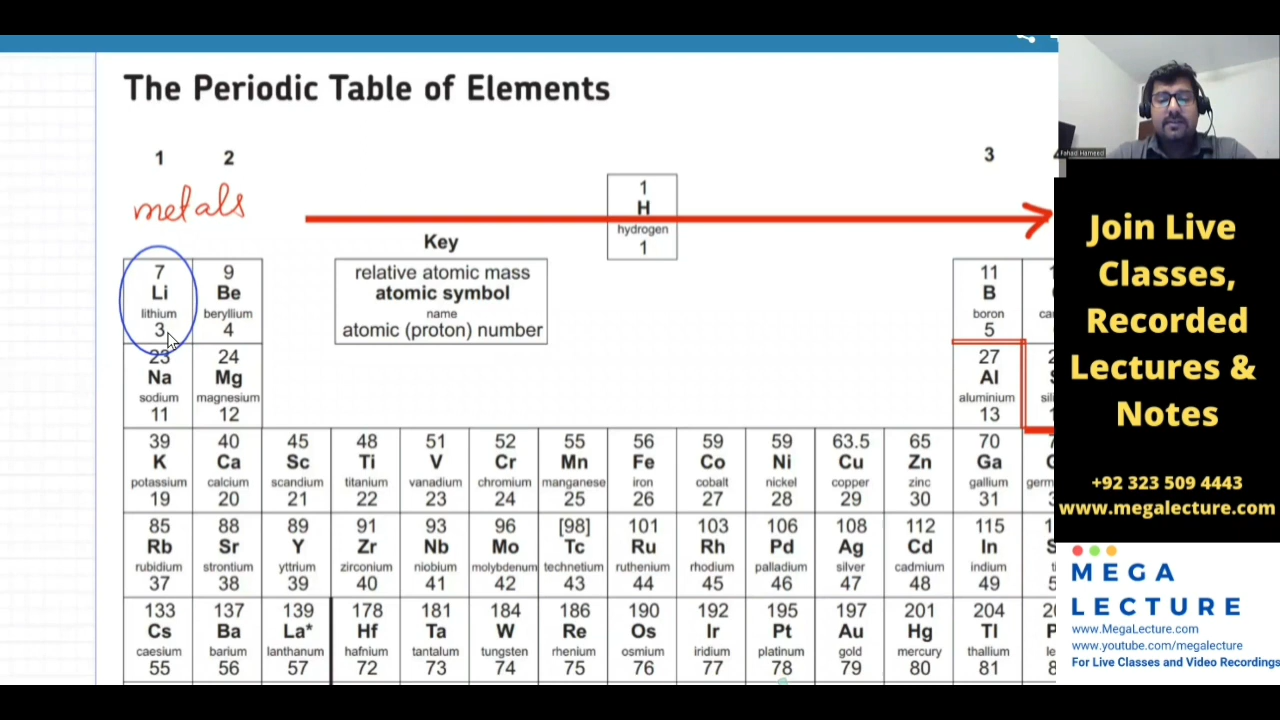 The Periodic Table of Elements
1 2 3
metals
1
H
hydrogen
1
Key
relative atomic mass
atomic symbol
name
atomic (proton) number
7 9 11
Li Be B
lithium beryllium boron
3 4 5
23 24 27
Na Mg Al
sodium magnesium aluminium
11 12 13
39 40 45 48 51 52 55 56 59 59 63.5 65 70
K Ca Sc Ti V Cr Mn Fe Co Ni Cu Zn Ga
potassium calcium scandium titanium vanadium chromium manganese iron cobalt nickel copper zinc gallium
19 20 21 22 23 24 25 26 27 28 29 30 31
85 88 89 91 93 96 [98] 101 103 106 108 112 115
Rb Sr Y Zr Nb Mo Tc Ru Rh Pd Ag Cd In
rubidium strontium yttrium zirconium niobium molybdenum technetium ruthenium rhodium palladium silver cadmium indium
37 38 39 40 41 42 43 44 45 46 47 48 49
133 137 139 178 181 184 186 190 192 195 197 201 204
Cs Ba La* Hf Ta W Re Os Ir Pt Au Hg Tl
caesium barium lanthanum hafnium tantalum tungsten rhenium osmium iridium platinum gold mercury thallium
55 56 57 72 73 74 75 76 77 78 79 80 81
Fahad Hameed
Join Live
Classes,
Recorded
Lectures &
Notes
+92 323 509 4443
www.megalecture.com
MEGA
LECTURE
www.MegaLecture.com
www.youtube.com/megalecture
For Live Classes and Video Recordings